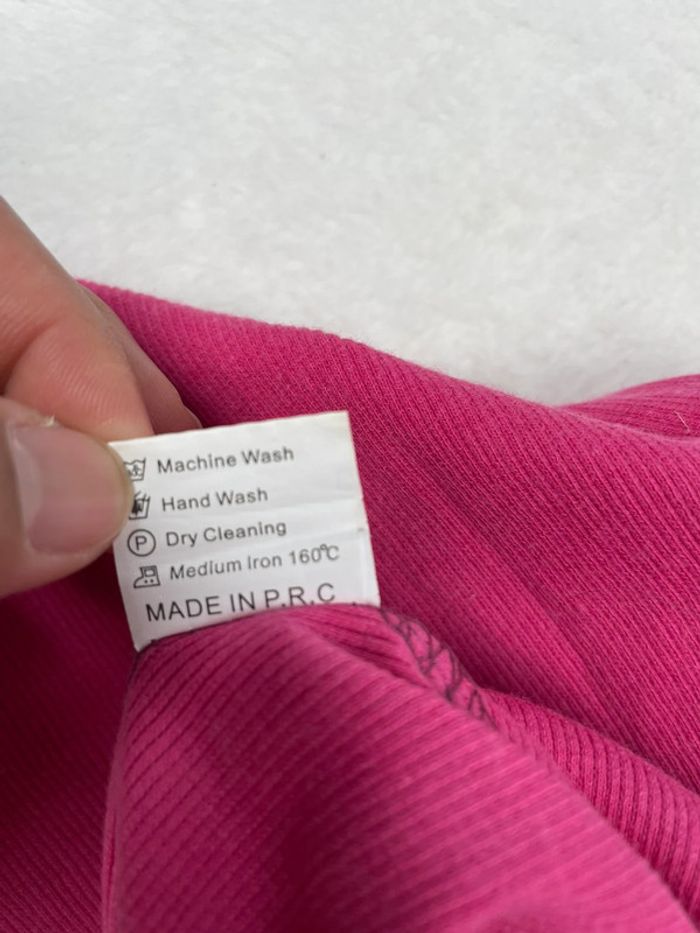 Machine Wash
Hand Wash
P Dry Cleaning
Medium Iron 160℃
MADE IN P.R.C